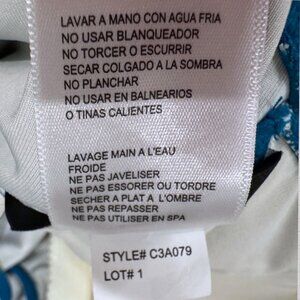 LAVAR A MANO CON AGUA FRIA
NO USAR BLANQUEADOR
NO TORCER O ESCURRIR
SECAR COLGADO A LA SOMBRA
NO PLANCHAR
NO USAR EN BALNEARIOS
O TINAS CALIENTES
LAVAGE MAIN A L'EAU
FROIDE
NE PAS JAVELISER
NE PAS ESSORER OU TORDRE
SECHER A PLAT A L'OMBRE
NE PAS REPASSER
NE PAS UTILISER EN SPA
STYLE# C3A079
LOT# 1